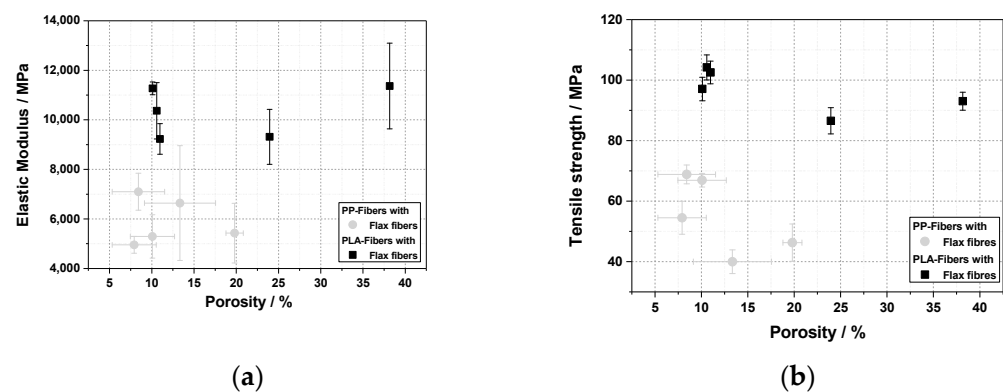 14,000
12,000
10,000
8,000
6,000
4,000
Elastic Modulus / MPa
5 10 15 20 25 30 35 40
Porosity / %
PP-Fibers with
Flax fibers
PLA-Fibers with
Flax fibers
(a)
120
100
80
60
40
Tensile strength / MPa
5 10 15 20 25 30 35 40
Porosity / %
PP-Fibers with
Flax fibres
PLA-Fibers with
Flax fibres
(b)